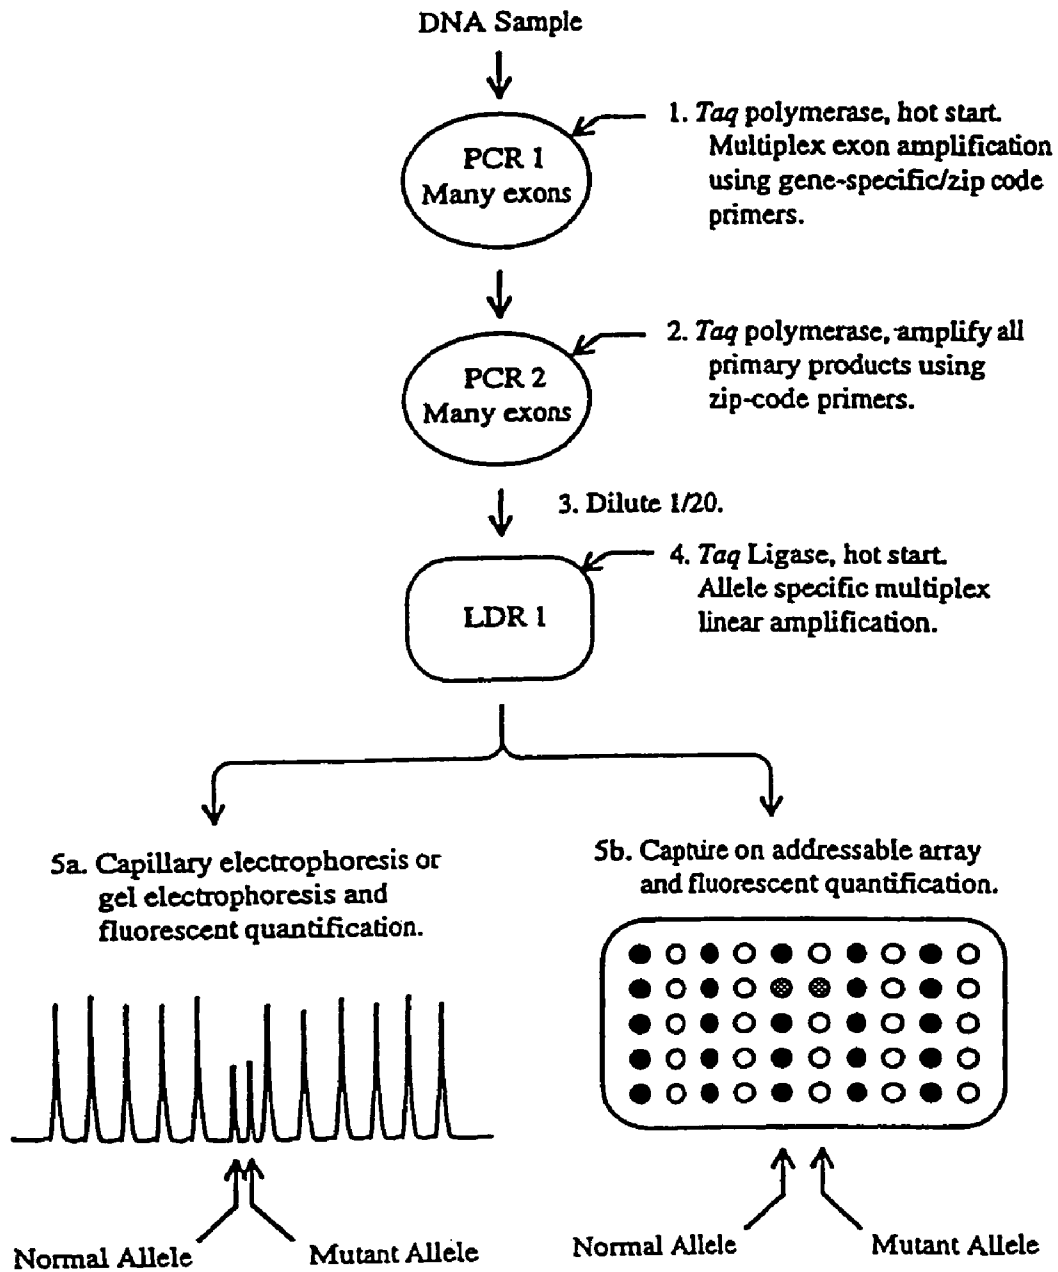 DNA Sample
PCR 1
Many exons
1. Taq polymerase, hot start.
Multiplex exon amplification
using gene-specific/zip code
primers.
PCR 2
Many exons
2. Taq polymerase, amplify all
primary products using
zip-code primers.
3. Dilute 1/20.
LDR 1
4. Taq Ligase, hot start.
Allele specific multiplex
linear amplification.
5a. Capillary electrophoresis or
gel electrophoresis and
fluorescent quantification.
5b. Capture on addressable array
and fluorescent quantification.
Normal Allele
Mutant Allele
Normal Allele
Mutant Allele